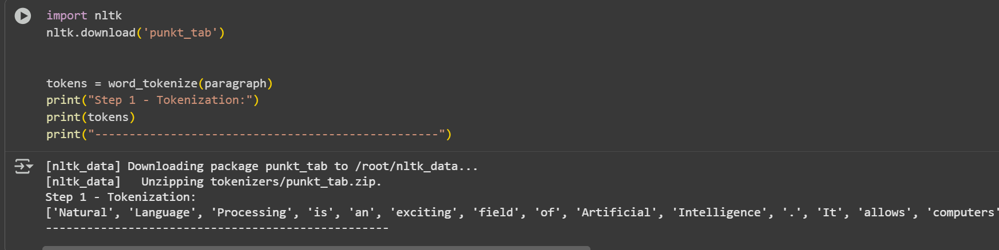 import nltk
nltk.download('punkt_tab')
tokens = word_tokenize(paragraph)
print("Step 1 - Tokenization:")
print(tokens)
print("--------------------------------------------------")
[nltk_data] Downloading package punkt_tab to /root/nltk_data...
[nltk_data]   Unzipping tokenizers/punkt_tab.zip.
Step 1 - Tokenization:
['Natural', 'Language', 'Processing', 'is', 'an', 'exciting', 'field', 'of', 'Artificial', 'Intelligence', '.', 'It', 'allows', 'computers'
--------------------------------------------------